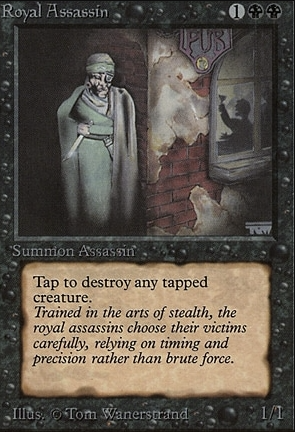 Royal Assassin 1
PUB
TGW
Summon Assassin
Tap to destroy any tapped
creature.
Trained in the arts of stealth, the
royal assassins choose their victims
carefully, relying on timing and
precision rather than brute force.
Illus. © Tom Wanerstrand
1/1